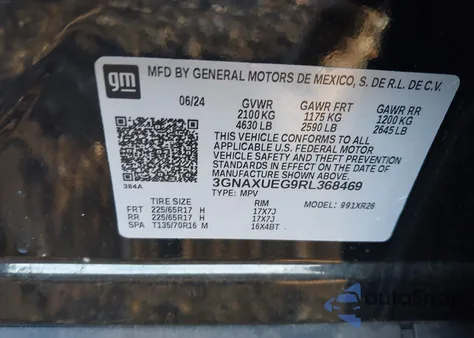 gm
MFD BY GENERAL MOTORS DE MEXICO, S. DE R.L. DE C.V.
06/24 GVWR GAWR FRT GAWR RR
2100 KG 1175 KG 1200 KG
4630 LB 2590 LB 2645 LB
THIS VEHICLE CONFORMS TO ALL
APPLICABLE U.S. FEDERAL MOTOR
VEHICLE SAFETY, BUMPER, AND THEFT
PREVENTION STANDARDS IN EFFECT ON
THE DATE OF MANUFACTURE SHOWN ABOVE.
3GNAXUEG9RL368469
384A
TYPE: MPV MODEL: 991XR26
TIRE SIZE RIM
FRT 225/65R17 H 17X7J
RR 225/65R17 H 17X7J
SPA T135/70R16 M 16X4BT
autoSnap